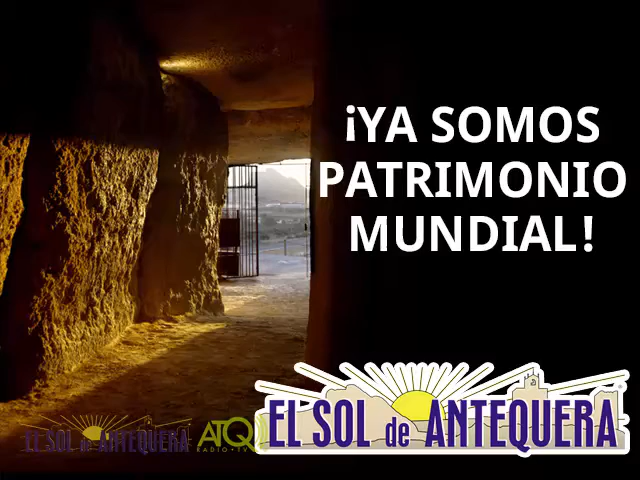 ¡YA SOMOS
PATRIMONIO
MUNDIAL!
EL SOL de ANTEQUERA
EL SOL de ANTEQUERA
ATQ
RADIO · TV